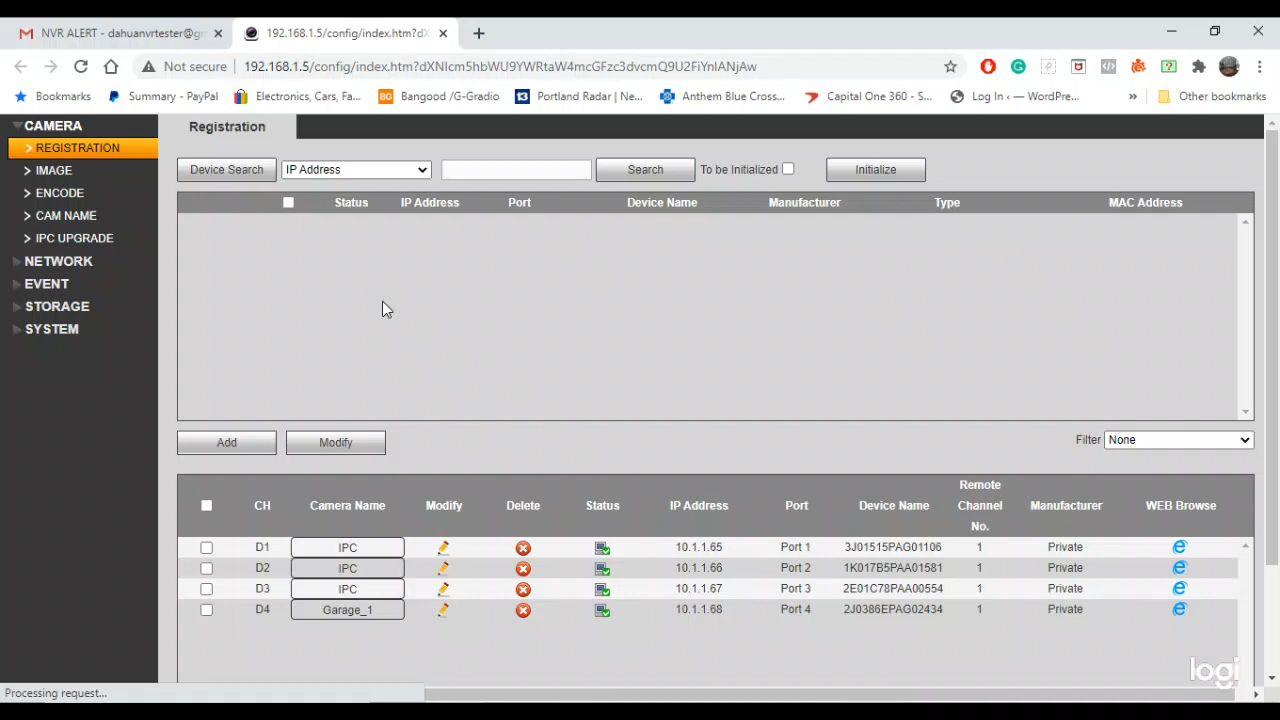 NVR ALERT - dahuanvrtester@gm
192.168.1.5/config/index.htm?dX
Not secure
192.168.1.5/config/index.htm?dXNlcm5hbWU9YWRtaW4mcGFzc3dvcmQ9U2FiYnlANjAw
Bookmarks
Summary - PayPal
Electronics, Cars, Fa...
BG
Bangood /G-Gradio
13
Portland Radar | Ne...
Anthem Blue Cross...
Capital One 360 - S...
Log In ‹ — WordPre...
»
Other bookmarks
CAMERA
REGISTRATION
IMAGE
ENCODE
CAM NAME
IPC UPGRADE
NETWORK
EVENT
STORAGE
SYSTEM
Registration
Device Search
IP Address
Search
To be Initialized
Initialize
Status IP Address Port Device Name Manufacturer Type MAC Address
Add
Modify
Filter
None
CH Camera Name Modify Delete Status IP Address Port Device Name Remote Channel No. Manufacturer WEB Browse
D1 IPC 10.1.1.65 Port 1 3J01515PAG01106 1 Private
D2 IPC 10.1.1.66 Port 2 1K017B5PAA01581 1 Private
D3 IPC 10.1.1.67 Port 3 2E01C78PAA00554 1 Private
D4 Garage_1 10.1.1.68 Port 4 2J0386EPAG02434 1 Private
logi
Processing request...